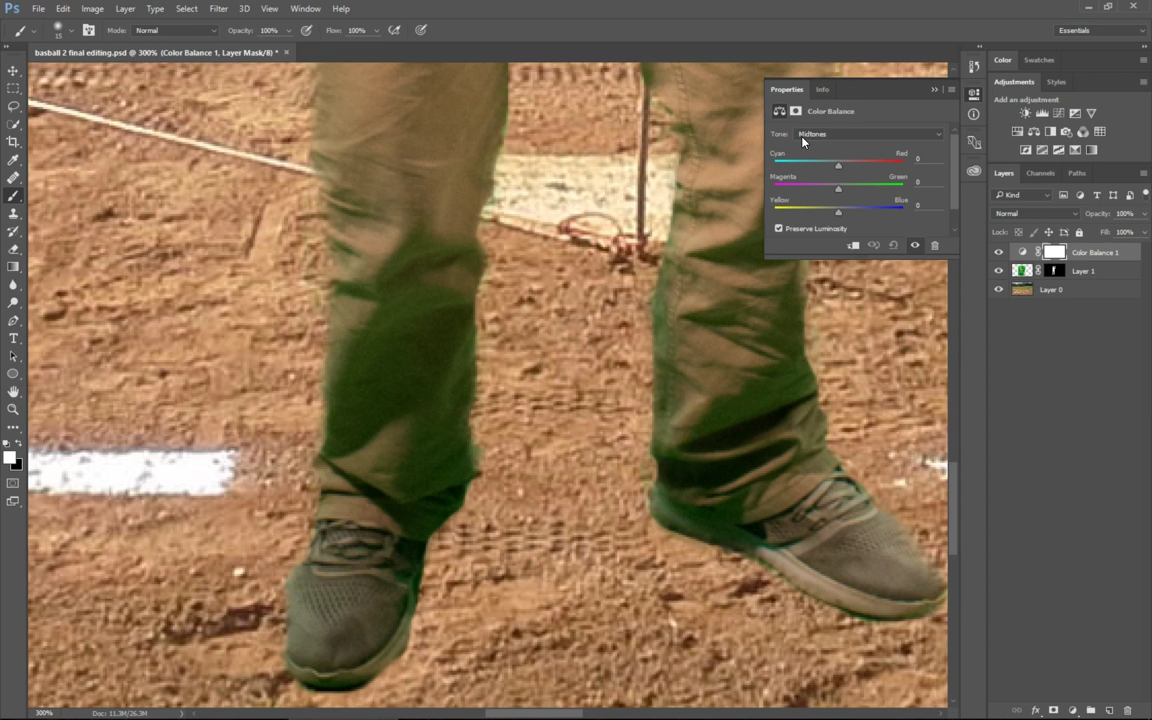 Ps File Edit Image Layer Type Select Filter 3D View Window Help
15 Mode: Normal Opacity: 100% Flow: 100% Essentials
basball 2 final editing.psd @ 300% (Color Balance 1, Layer Mask/8) * ×
Color Swatches
Properties Info
Adjustments Styles
Add an adjustment
Color Balance
Tone: Midtones
Cyan Red 0
Magenta Green 0
Yellow Blue 0
Preserve Luminosity
Layers Channels Paths
Kind
Normal Opacity: 100%
Lock: Fill: 100%
Color Balance 1
Layer 1
Layer 0
300% Doc: 11.3M/26.3M